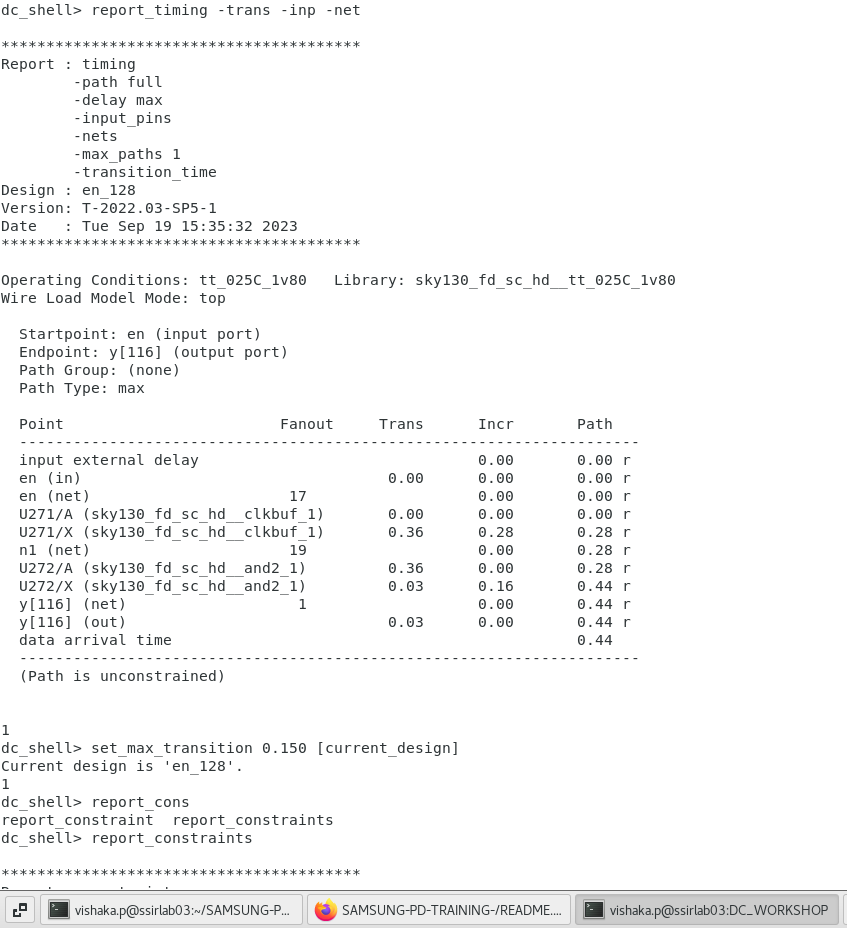 dc_shell> report_timing -trans -inp -net
****************************************
Report : timing
        -path full
        -delay max
        -input_pins
        -nets
        -max_paths 1
        -transition_time
Design : en_128
Version: T-2022.03-SP5-1
Date   : Tue Sep 19 15:35:32 2023
****************************************
Operating Conditions: tt_025C_1v80   Library: sky130_fd_sc_hd__tt_025C_1v80
Wire Load Model Mode: top
  Startpoint: en (input port)
  Endpoint: y[116] (output port)
  Path Group: (none)
  Path Type: max
  Point                        Fanout     Trans      Incr       Path
  ---------------------------------------------------------------------
  input external delay                               0.00       0.00 r
  en (in)                                  0.00      0.00       0.00 r
  en (net)                      17                   0.00       0.00 r
  U271/A (sky130_fd_sc_hd__clkbuf_1)       0.00      0.00       0.00 r
  U271/X (sky130_fd_sc_hd__clkbuf_1)       0.36      0.28       0.28 r
  n1 (net)                      19                   0.00       0.28 r
  U272/A (sky130_fd_sc_hd__and2_1)         0.36      0.00       0.28 r
  U272/X (sky130_fd_sc_hd__and2_1)         0.03      0.16       0.44 r
  y[116] (net)                   1                   0.00       0.44 r
  y[116] (out)                             0.03      0.00       0.44 r
  data arrival time                                             0.44
  ---------------------------------------------------------------------
  (Path is unconstrained)
1
dc_shell> set_max_transition 0.150 [current_design]
Current design is 'en_128'.
1
dc_shell> report_cons
report_constraint  report_constraints
dc_shell> report_constraints
****************************************
vishaka.p@ssirlab03:~/SAMSUNG-P... SAMSUNG-PD-TRAINING-/README.... vishaka.p@ssirlab03:DC_WORKSHOP